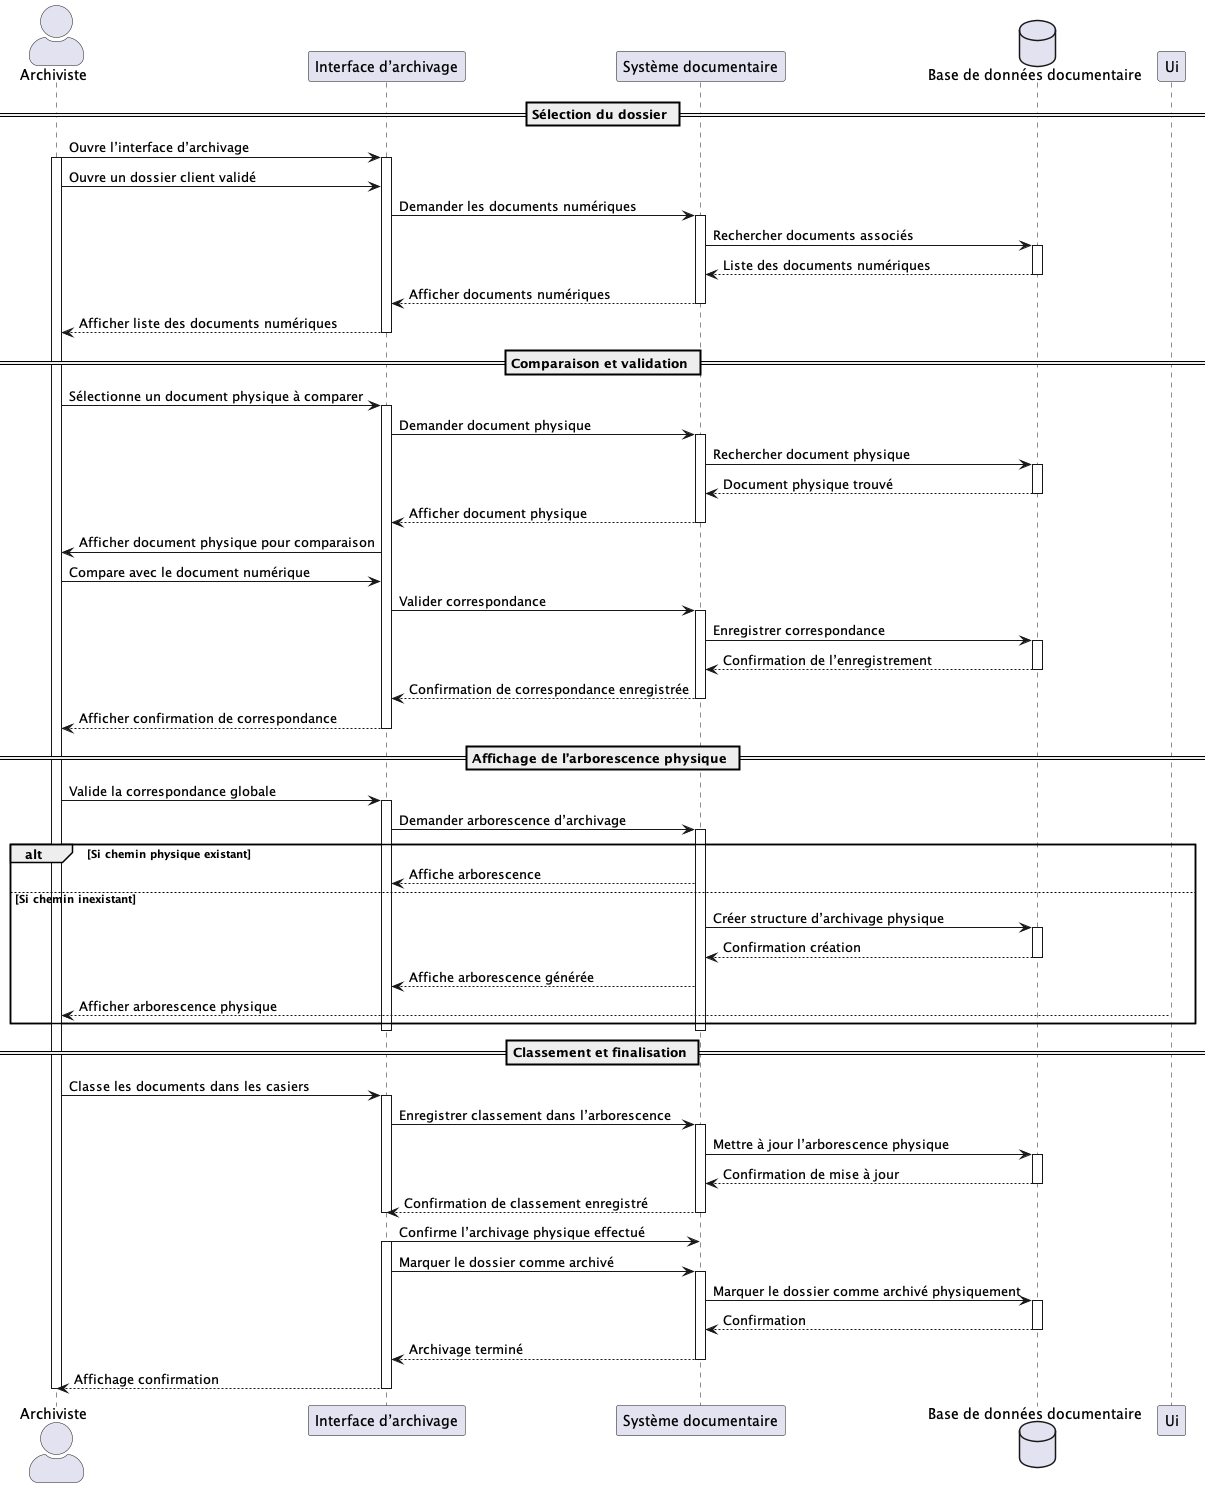 Archiviste
Interface d'archivage
Système documentaire
Base de données documentaire
Ui
Sélection du dossier
Ouvre l'interface d'archivage
Ouvre un dossier client validé
Demander les documents numériques
Rechercher documents associés
Liste des documents numériques
Afficher documents numériques
Afficher liste des documents numériques
Comparaison et validation
Sélectionne un document physique à comparer
Demander document physique
Rechercher document physique
Document physique trouvé
Afficher document physique
Afficher document physique pour comparaison
Compare avec le document numérique
Valider correspondance
Enregistrer correspondance
Confirmation de l'enregistrement
Confirmation de correspondance enregistrée
Afficher confirmation de correspondance
Affichage de l'arborescence physique
Valide la correspondance globale
Demander arborescence d'archivage
alt [Si chemin physique existant]
Affiche arborescence
[Si chemin inexistant]
Créer structure d'archivage physique
Confirmation création
Affiche arborescence générée
Afficher arborescence physique
Classement et finalisation
Classe les documents dans les casiers
Enregistrer classement dans l'arborescence
Mettre à jour l'arborescence physique
Confirmation de mise à jour
Confirmation de classement enregistré
Confirme l'archivage physique effectué
Marquer le dossier comme archivé
Marquer le dossier comme archivé physiquement
Confirmation
Archivage terminé
Affichage confirmation
Archiviste
Interface d'archivage
Système documentaire
Base de données documentaire
Ui